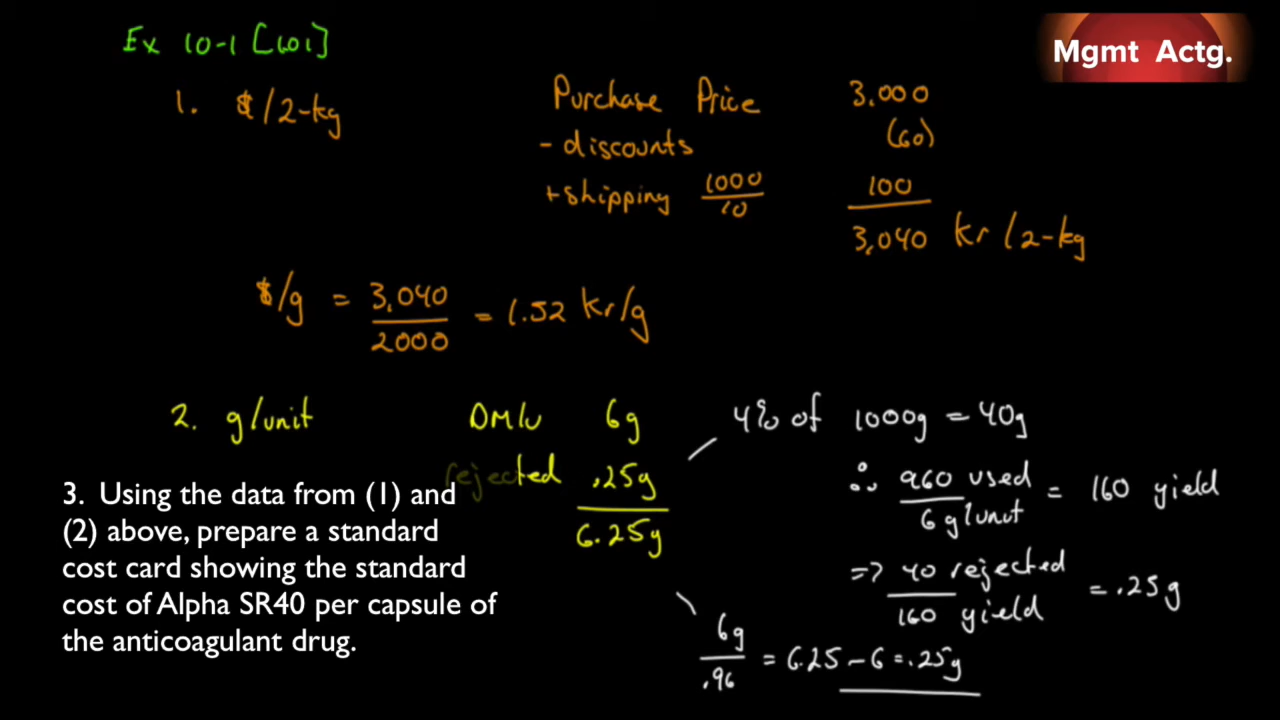 Ex 10-1 [601]
Mgmt Actg.
1. $/2-kg
Purchase Price 3,000
- discounts (60)
+ shipping 1000/10 100
3,040 kr/2-kg
$/g = 3,040/2000 = 1.52 kr/g
2. g/unit
DM/u 6g
rejected .25g
6.25g
4% of 1000g = 40g
∴ 960 used / 6 g/unit = 160 yield
=> 40 rejected / 160 yield = .25g
6g/.96 = 6.25 - 6 = .25g
3. Using the data from (1) and
(2) above, prepare a standard
cost card showing the standard
cost of Alpha SR40 per capsule of
the anticoagulant drug.